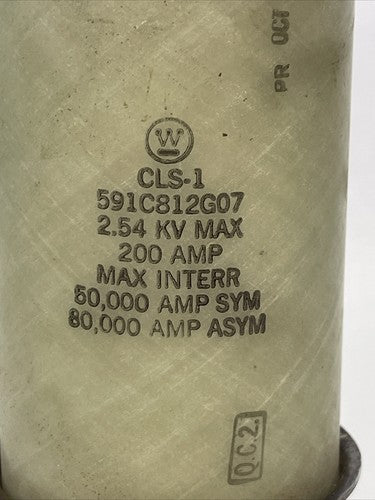 PR OCT
W
CLS-1
591C812G07
2.54 KV MAX
200 AMP
MAX INTERR
50,000 AMP SYM
80,000 AMP ASYM
Q.C.2.